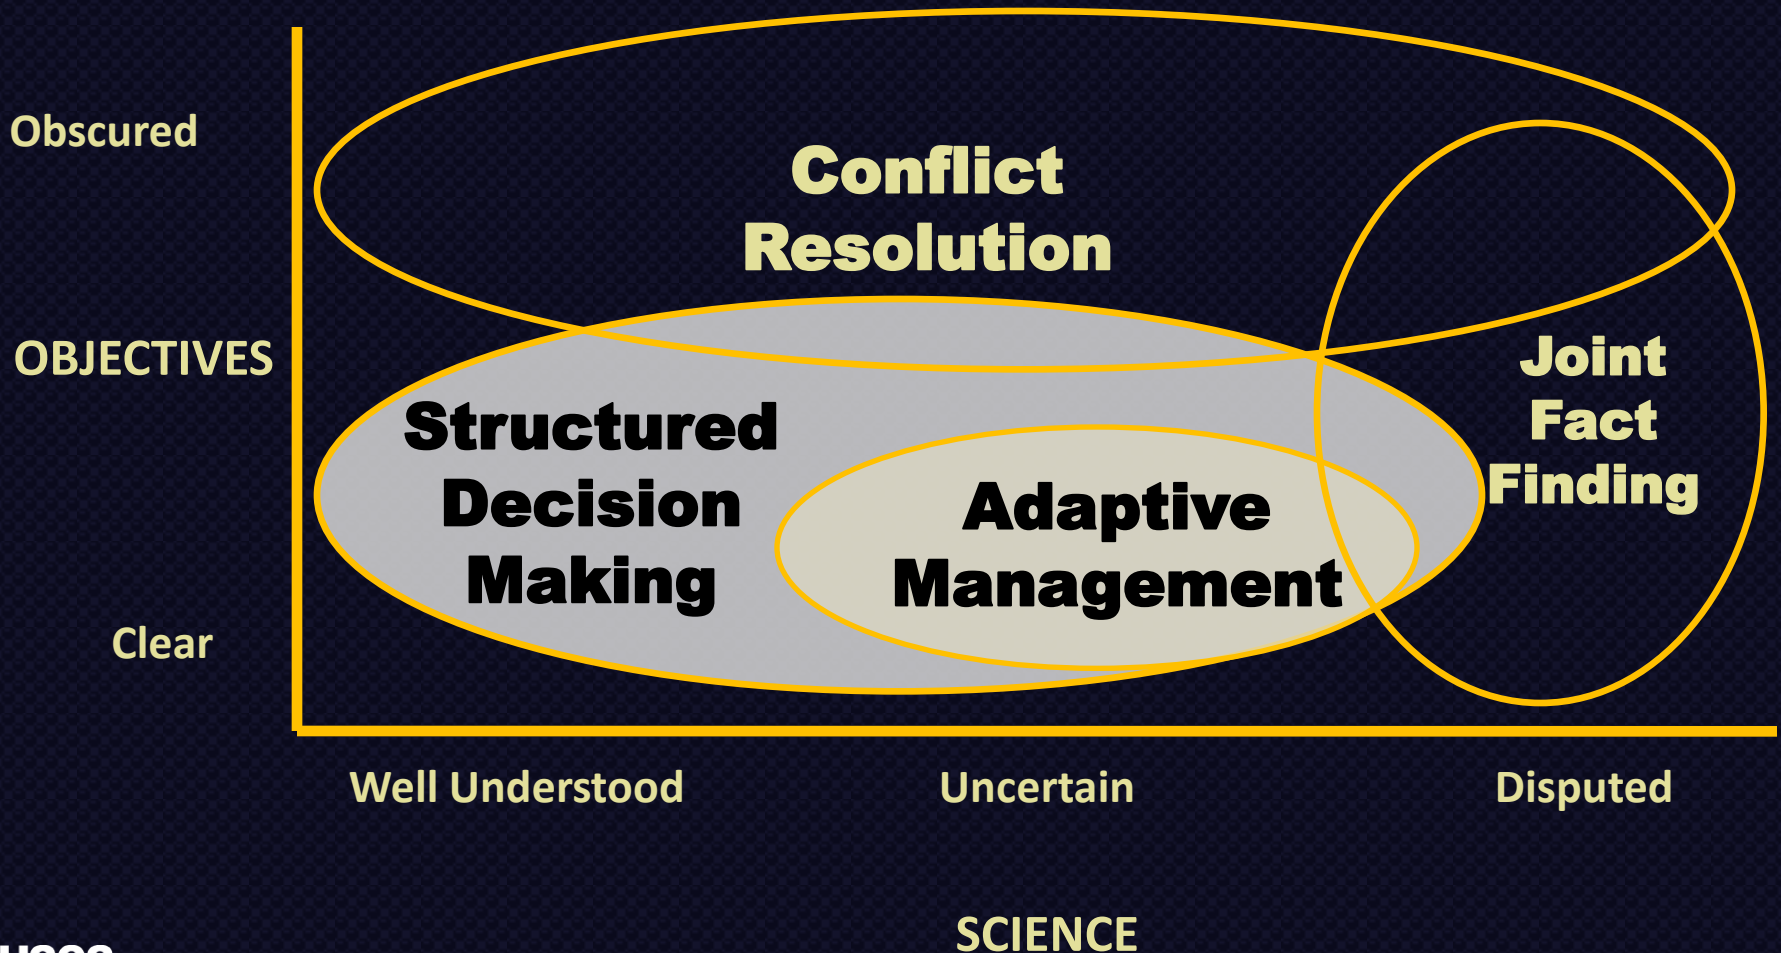 Obscured
Conflict
Resolution
OBJECTIVES
Joint
Fact
Finding
Structured
Decision
Making
Adaptive
Management
Clear
Well Understood
Uncertain
Disputed
SCIENCE